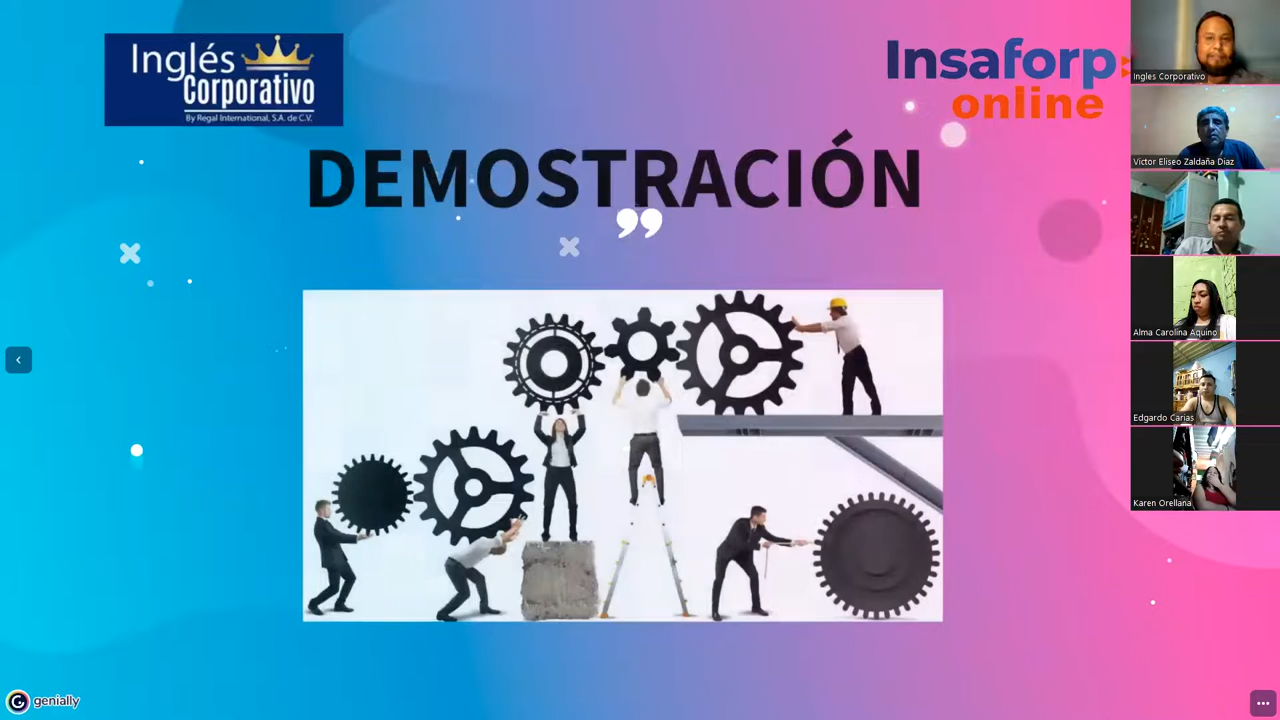 Inglés
Corporativo
By Regal International, S.A. de C.V.
Insaforp
online
DEMOSTRACIÓN
”
Ingles Corporativo
Victor Eliseo Zaldaña Diaz
Alma Carolina Aquino
Edgardo Carias
Karen Orellana
genially